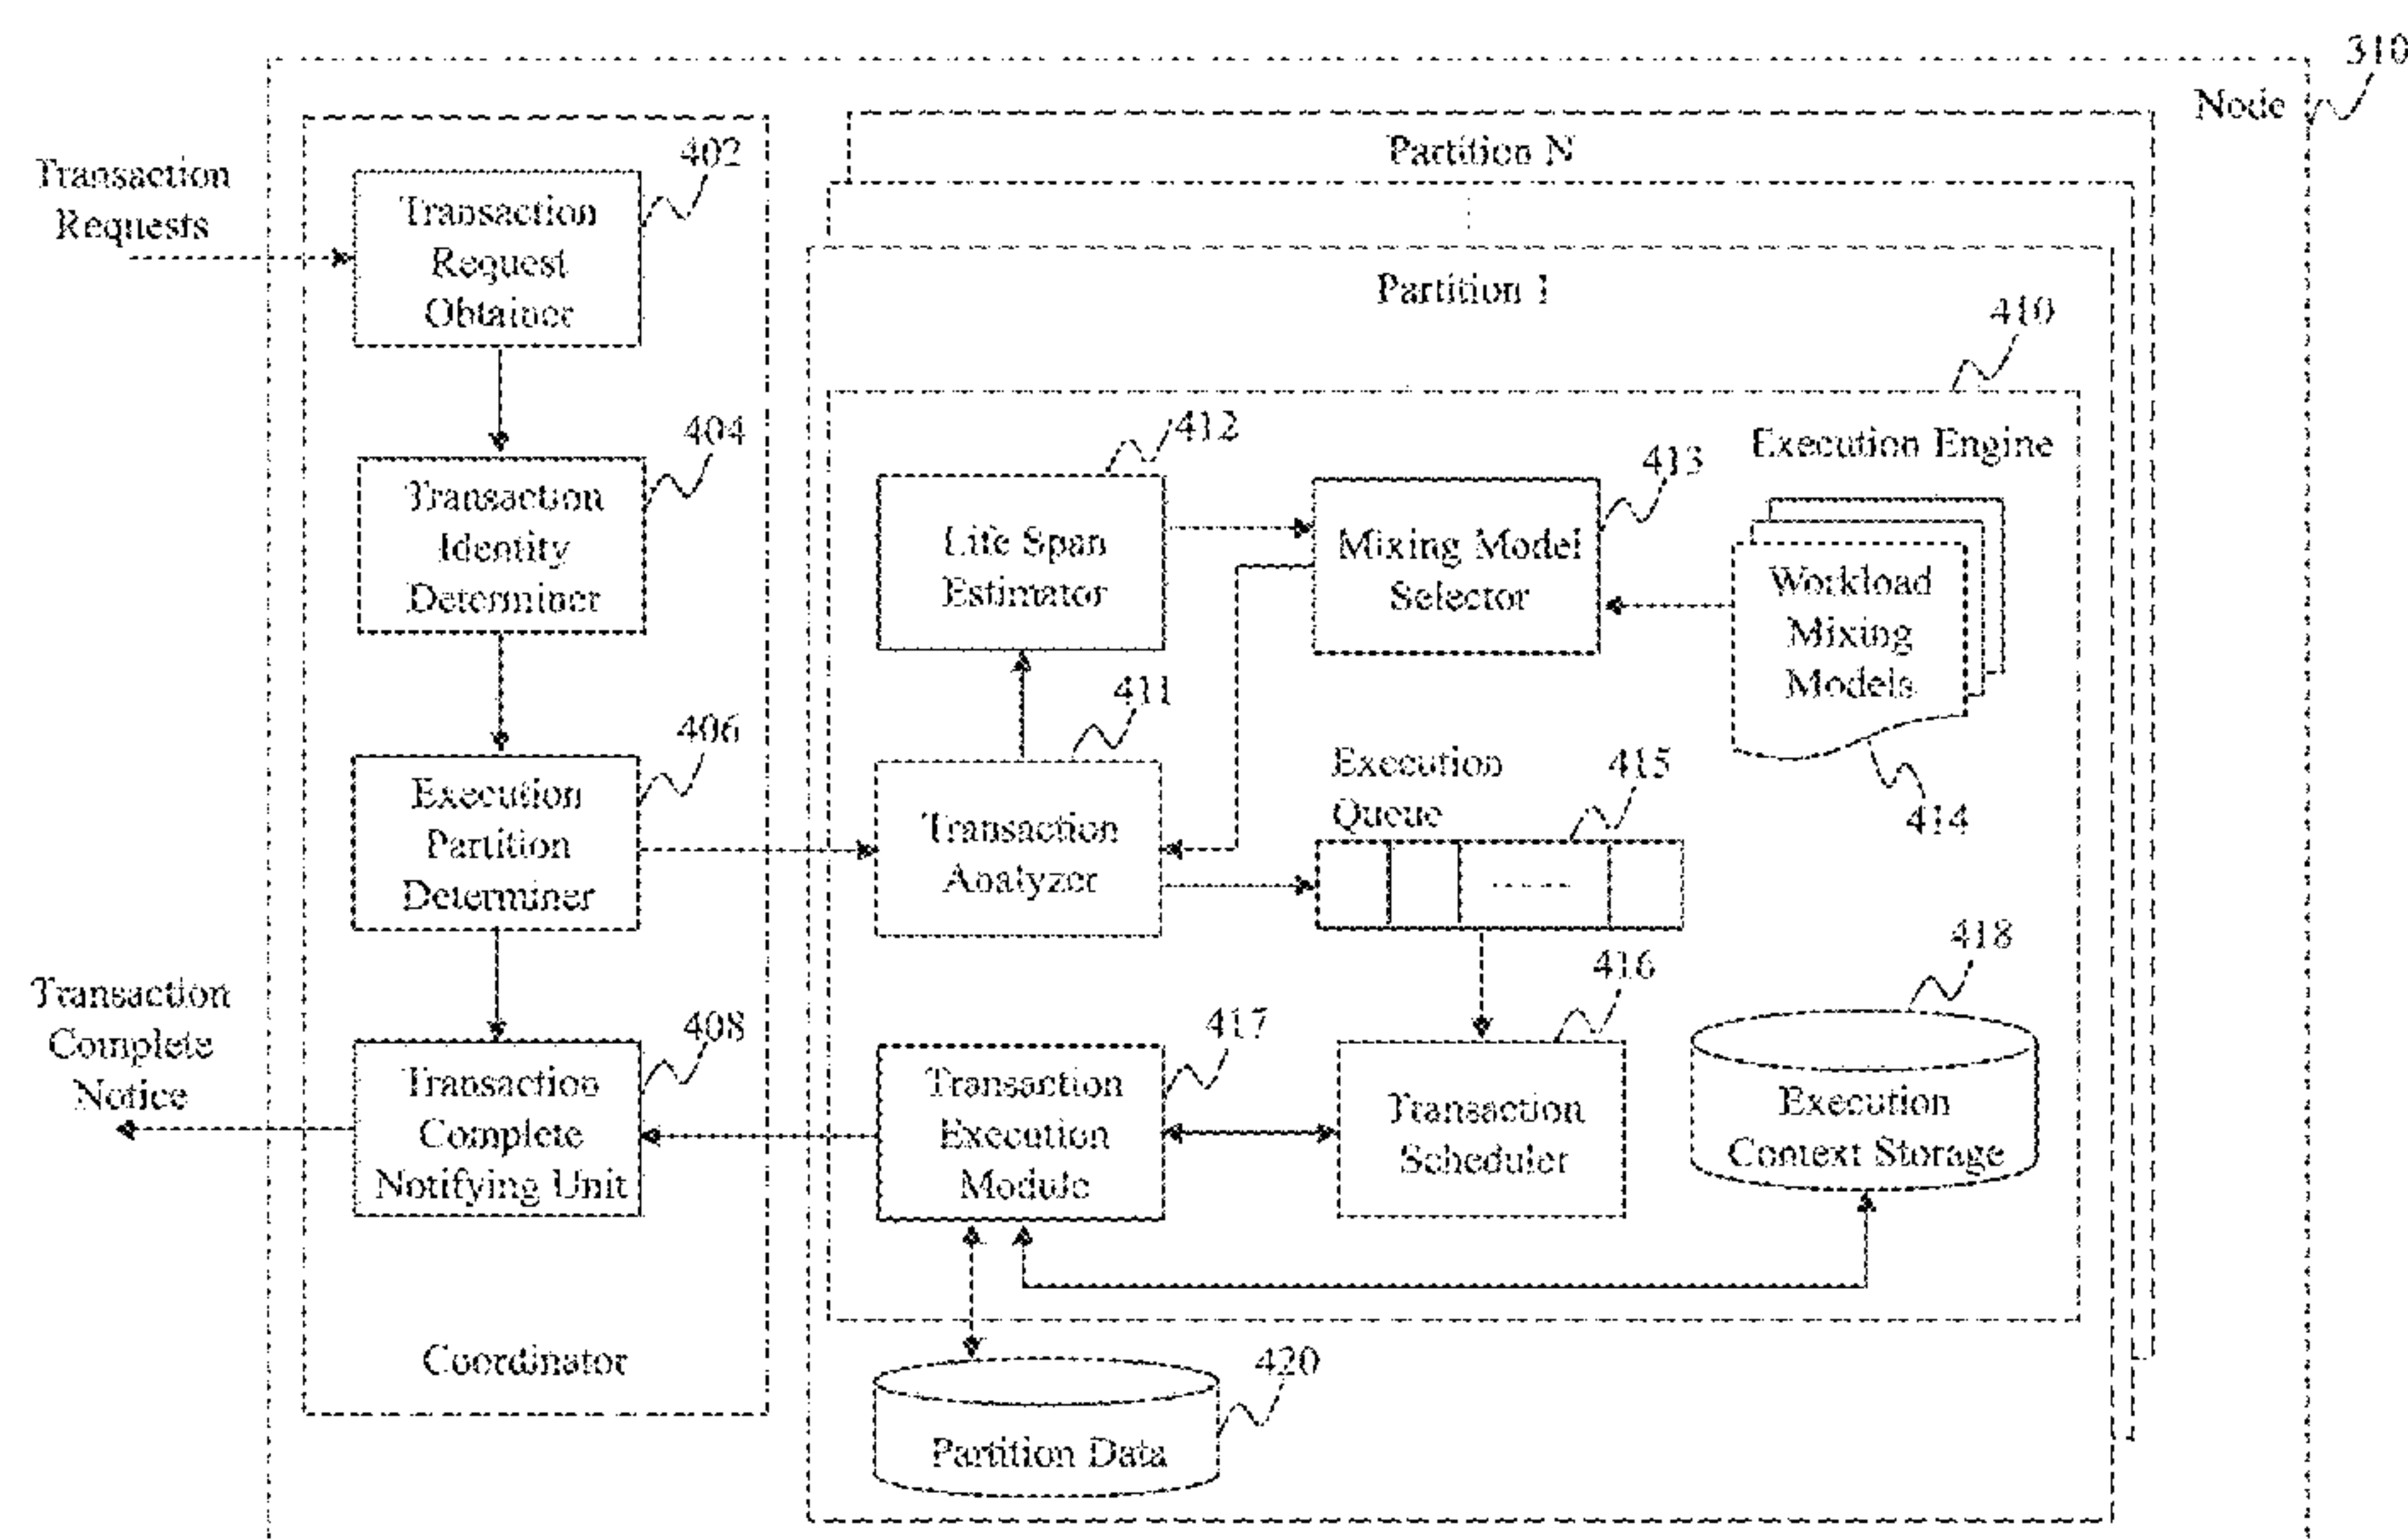 310
Node
Partition N
Partition 1
410
Execution Engine
Transaction
Requests
402
Transaction
Request
Obtainer
404
Transaction
Identity
Determiner
406
Execution
Partition
Determiner
408
Transaction
Complete
Notifying Unit
Transaction
Complete
Notice
Coordinator
412
Life Span
Estimator
413
Mixing Model
Selector
Workload
Mixing
Models
414
411
Transaction
Analyzer
Execution
Queue
415
416
Transaction
Scheduler
417
Transaction
Execution
Module
418
Execution
Context Storage
420
Partition Data